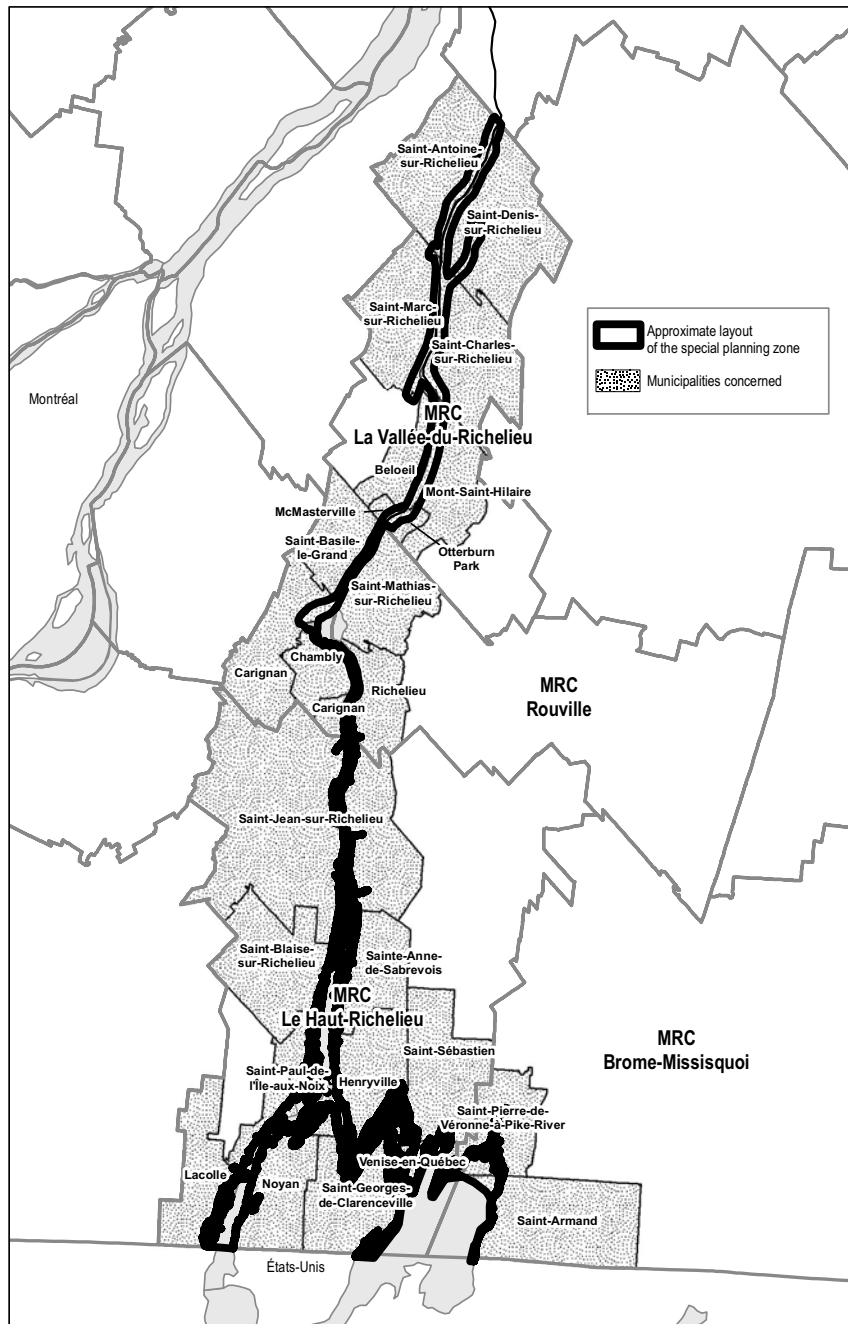 Saint-Antoine-
sur-Richelieu
Saint-Denis-
sur-Richelieu
Saint-Marc-
sur-Richelieu
Approximate layout
of the special planning zone
Saint-Charles-
sur-Richelieu
Municipalities concerned
Montréal
MRC
La Vallée-du-Richelieu
Beloeil
Mont-Saint-Hilaire
McMasterville
Saint-Basile-
le-Grand
Otterburn
Park
Saint-Mathias-
sur-Richelieu
Chambly
Carignan
Richelieu
MRC
Rouville
Carignan
Saint-Jean-sur-Richelieu
Saint-Blaise-
sur-Richelieu
Sainte-Anne-
de-Sabrevois
MRC
Le Haut-Richelieu
MRC
Brome-Missisquoi
Saint-Sébastien
Saint-Paul-de-
l'Île-aux-Noix
Henryville
Saint-Pierre-de-
Véronne-à-Pike-River
Venise-en-Québec
Lacolle
Noyan
Saint-Georges-
de-Clarenceville
Saint-Armand
États-Unis